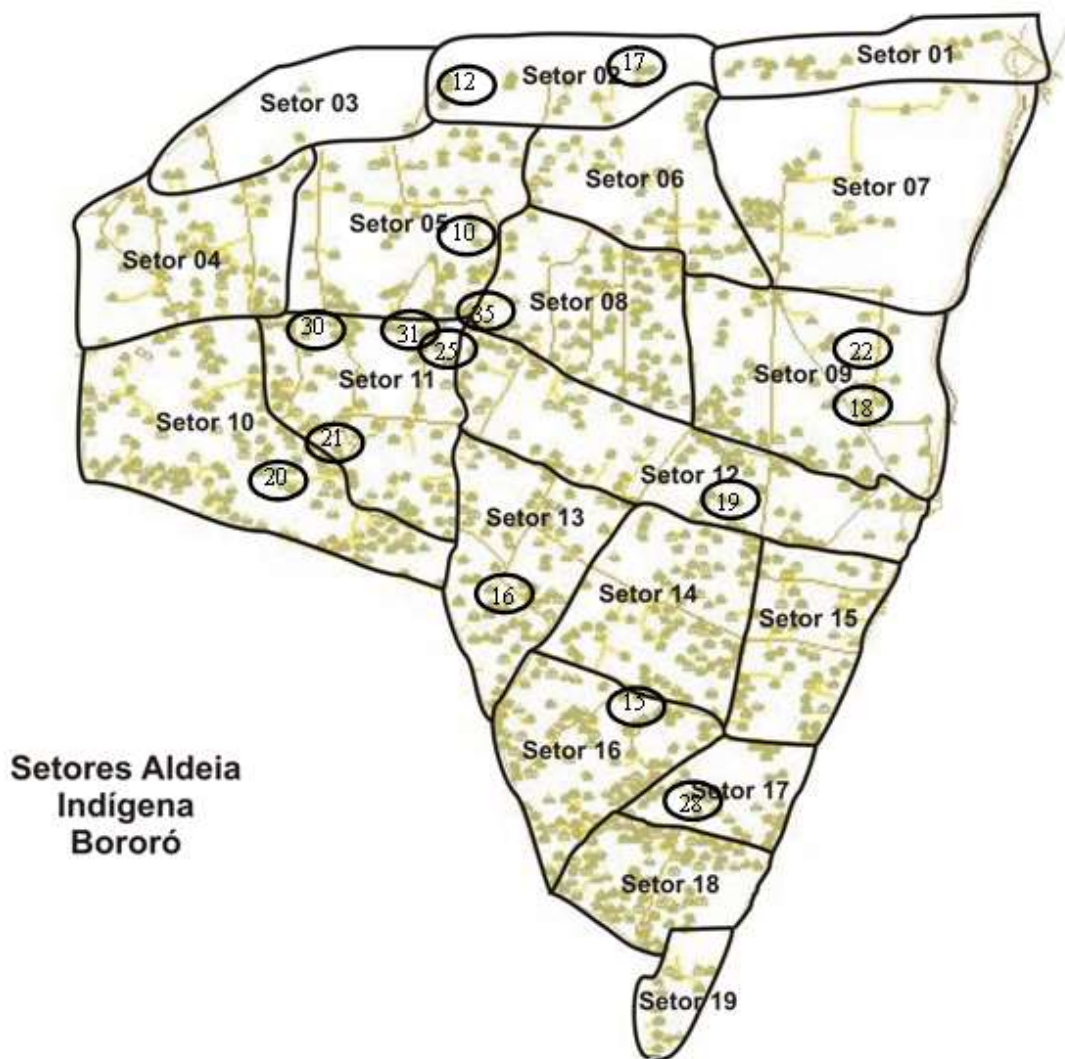 Setor 01
17
Setor 02
12
Setor 03
Setor 06
Setor 07
Setor 05
10
Setor 04
Setor 08
35
30
31
25
22
Setor 11
Setor 09
18
Setor 10
21
20
Setor 12
19
Setor 13
16
Setor 14
Setor 15
15
Setor 16
Setor 17
28
Setor 18
Setor 19
Setores Aldeia
Indígena
Bororó